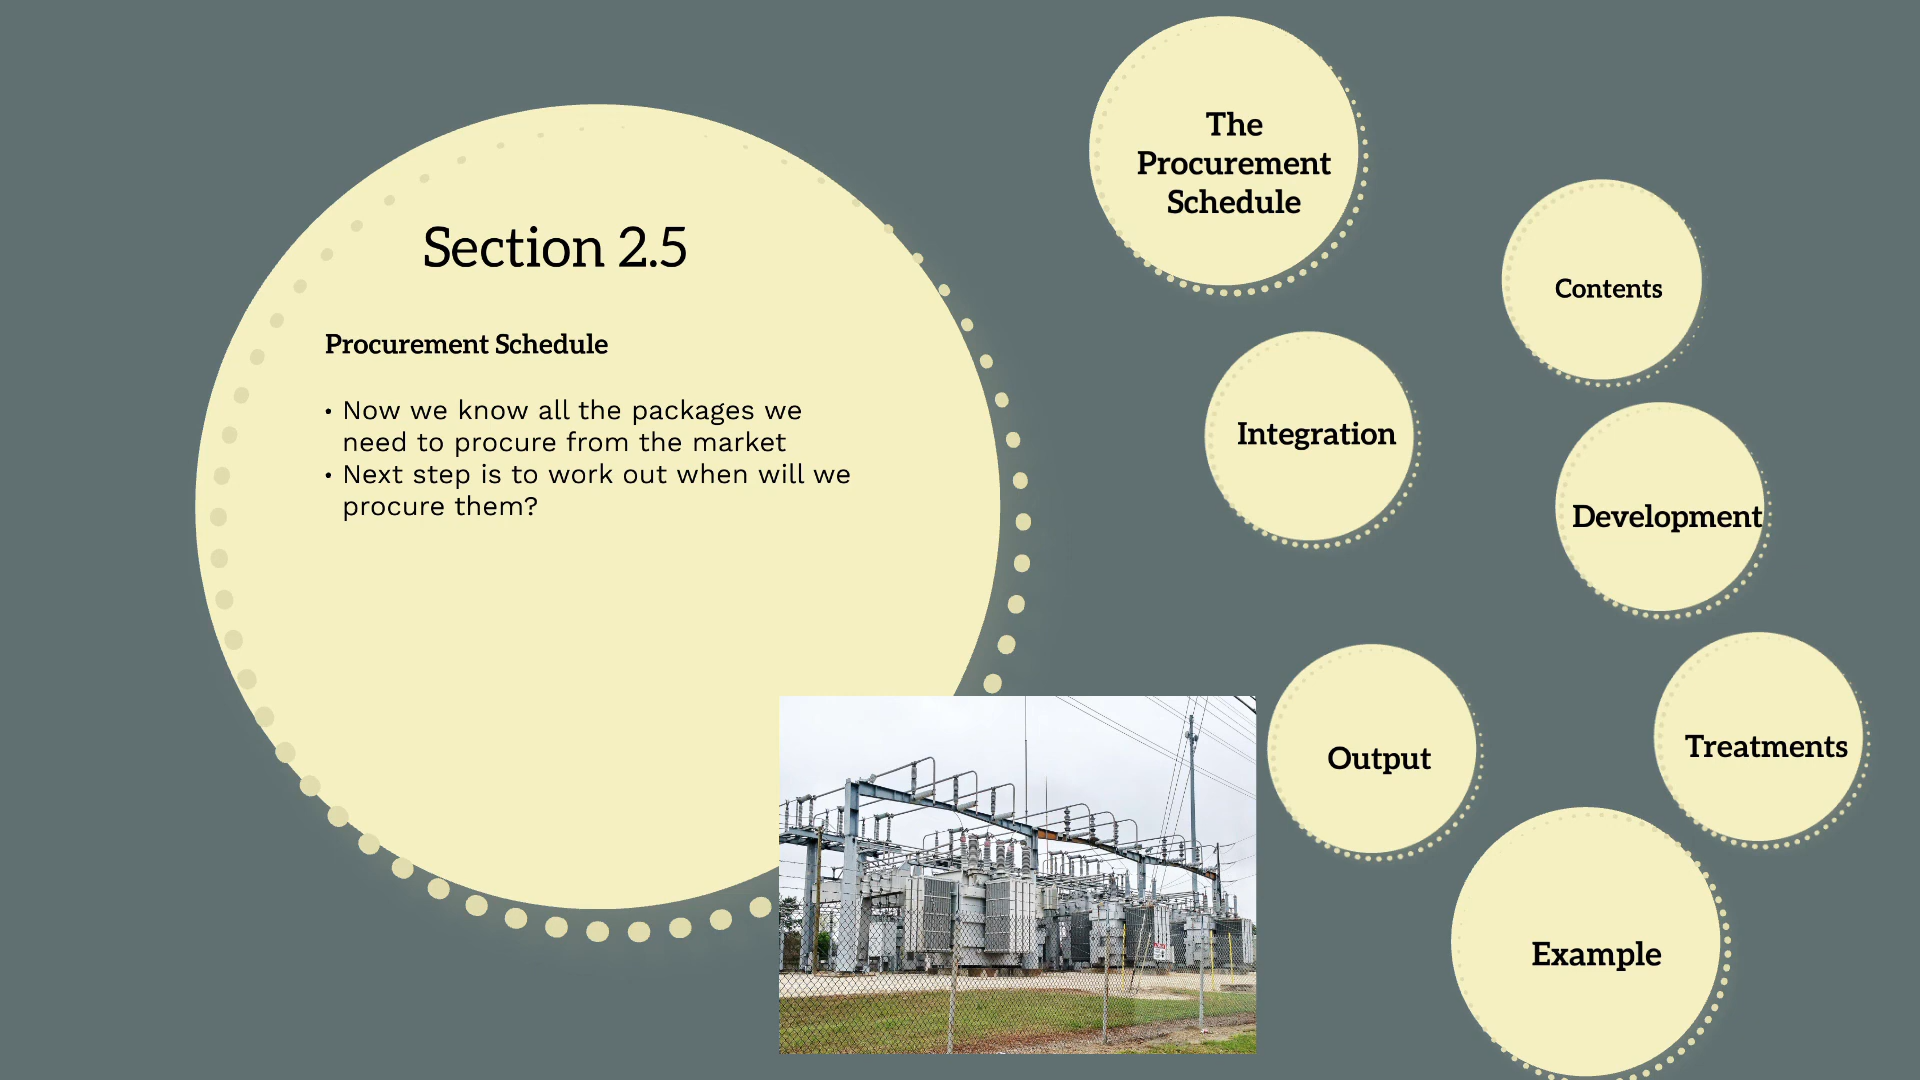 Section 2.5
Procurement Schedule
• Now we know all the packages we
need to procure from the market
• Next step is to work out when will we
procure them?
The
Procurement
Schedule
Contents
Integration
Development
Output
Treatments
Example